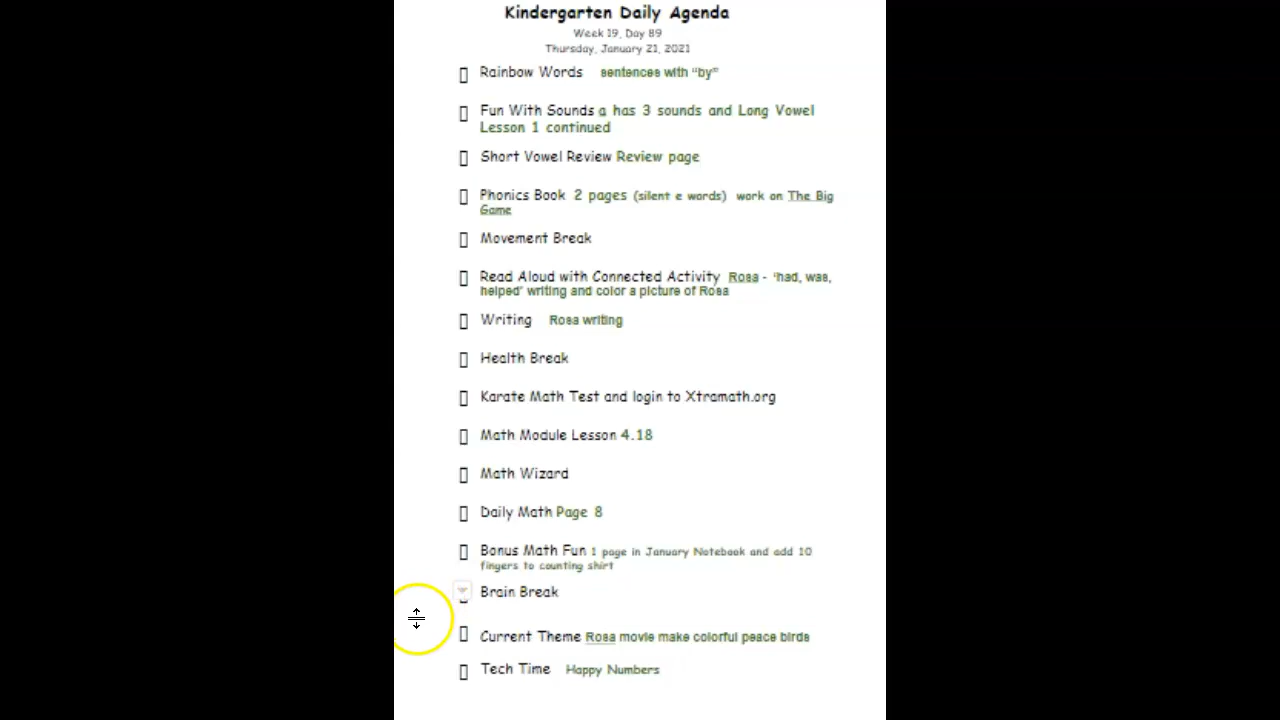 Kindergarten Daily Agenda
Week 19, Day 89
Thursday, January 21, 2021
Rainbow Words sentences with "by"
Fun With Sounds a has 3 sounds and Long Vowel
Lesson 1 continued
Short Vowel Review Review page
Phonics Book 2 pages (silent e words) work on The Big
Game
Movement Break
Read Aloud with Connected Activity Rosa - 'had, was,
helped' writing and color a picture of Rosa
Writing Rosa writing
Health Break
Karate Math Test and login to Xtramath.org
Math Module Lesson 4.18
Math Wizard
Daily Math Page 8
Bonus Math Fun 1 page in January Notebook and add 10
fingers to counting shirt
Brain Break
Current Theme Rosa movie make colorful peace birds
Tech Time Happy Numbers